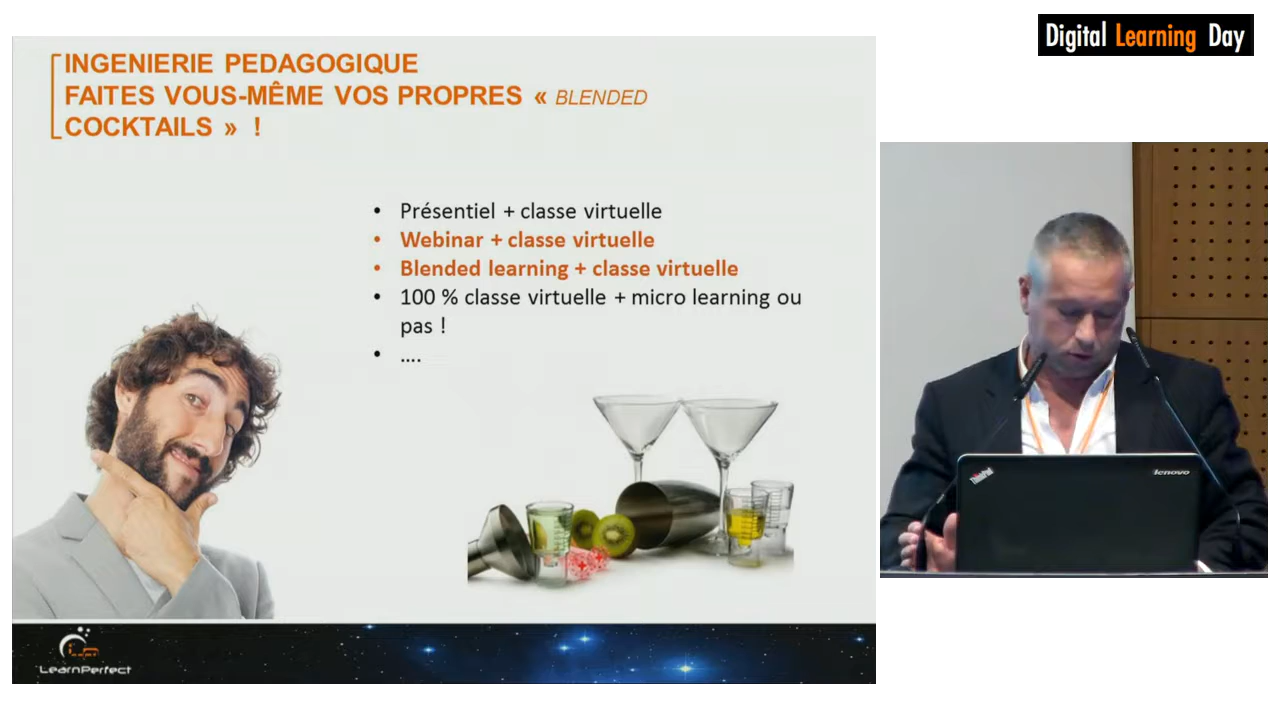 Digital Learning Day
INGENIERIE PEDAGOGIQUE
FAITES VOUS-MÊME VOS PROPRES « BLENDED
COCKTAILS » !
• Présentiel + classe virtuelle
• Webinar + classe virtuelle
• Blended learning + classe virtuelle
• 100 % classe virtuelle + micro learning ou
pas !
• ....
ThinkPad
lenovo
LearnPerfect